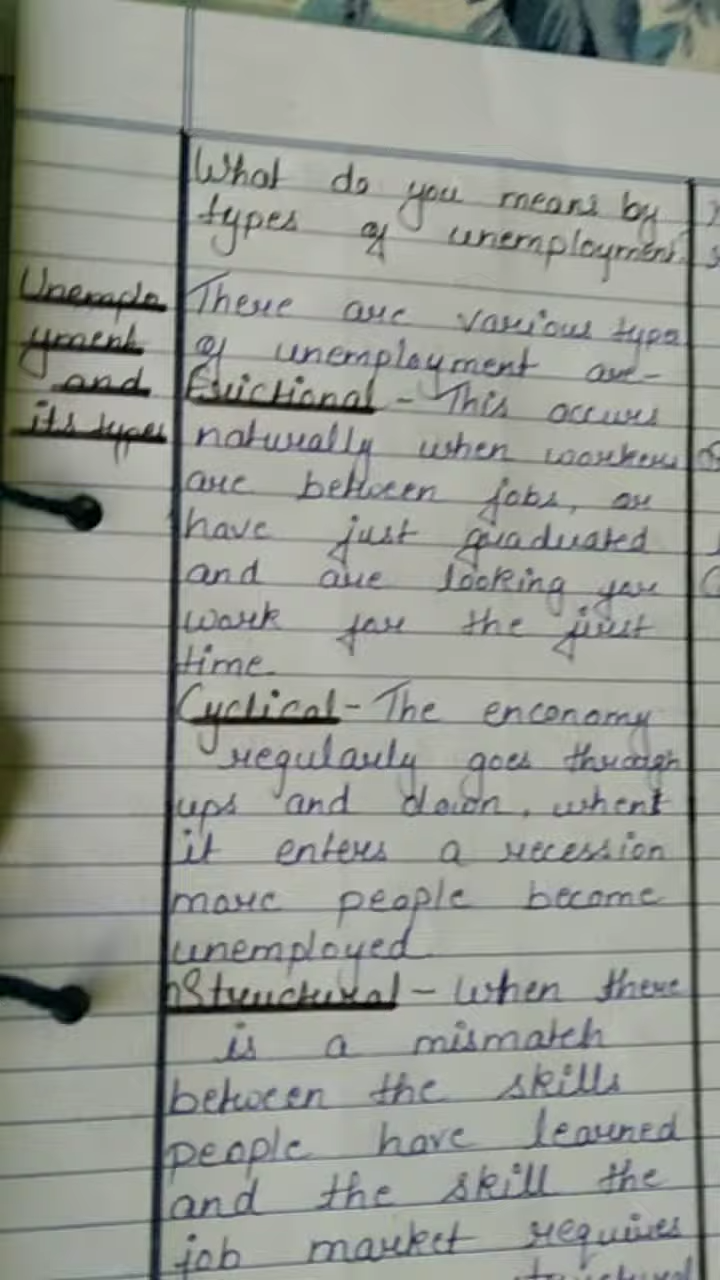 What do you means by
types of unemployment
Unemplo
yment
and
its types
There are various type
of unemployment are-
Frictional - This occurs
naturally when workers
are between jobs, or
have just graduated
and are looking for
work for the first
time
Cyclical - The enconomy
regularly goes through
ups and down, when
it enters a recession
more people become
unemployed
Structural - When there
is a mismatch
between the skills
people have learned
and the skill the
job market requires